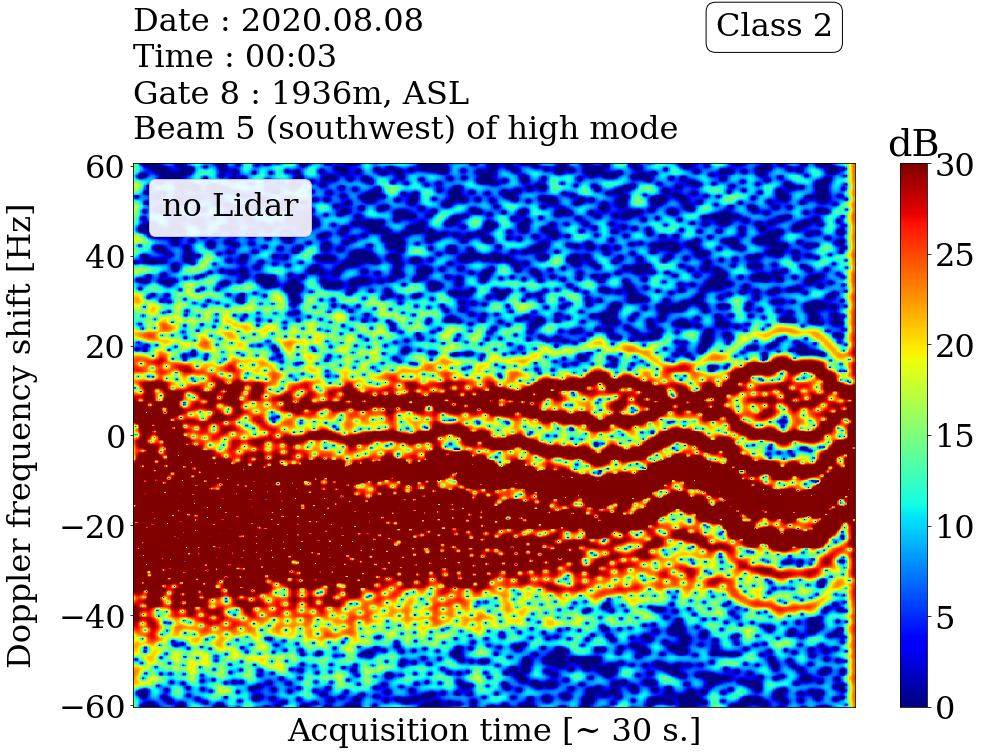 Date : 2020.08.08
Time : 00:03
Gate 8 : 1936m, ASL
Beam 5 (southwest) of high mode
Class 2
dB
no Lidar
Doppler frequency shift [Hz]
60
40
20
0
−20
−40
−60
Acquisition time [~ 30 s.]
30
25
20
15
10
5
0